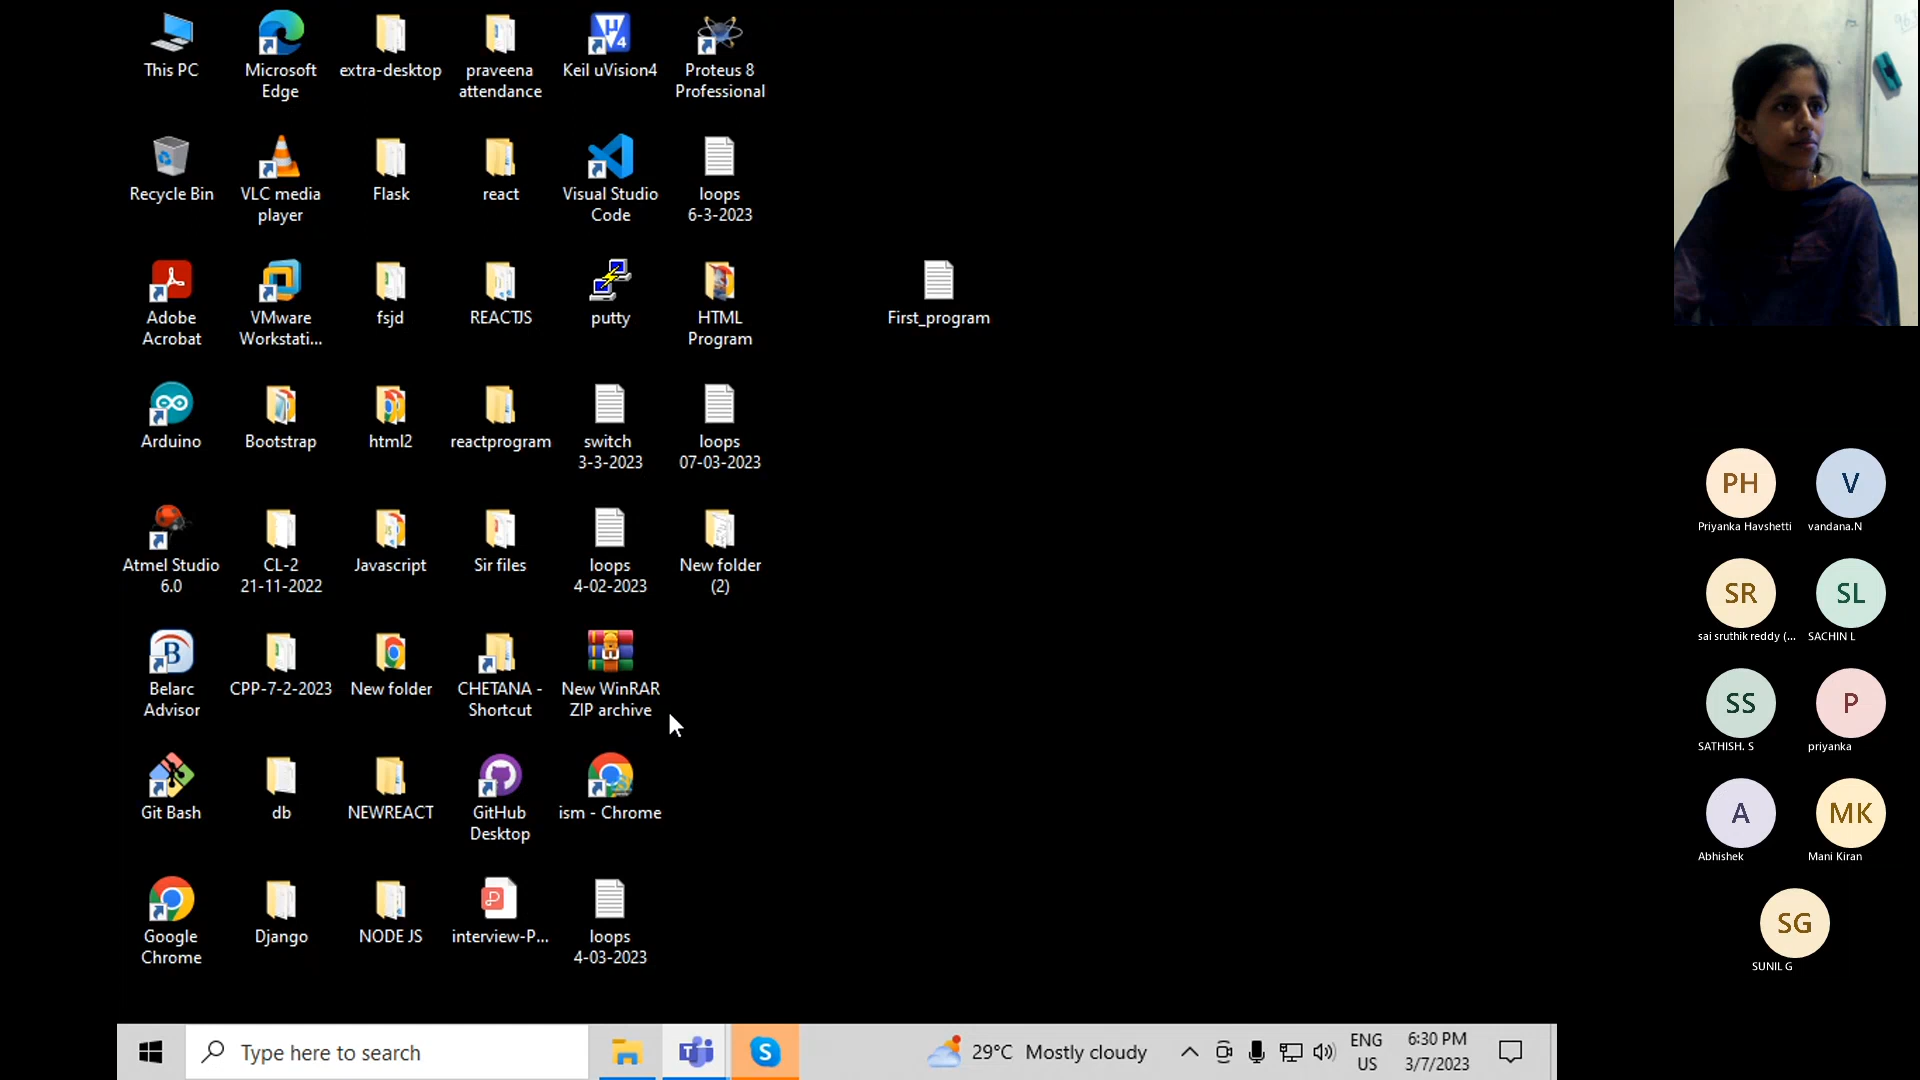 This PC
Microsoft
Edge
extra-desktop
praveena
attendance
Keil uVision4
Proteus 8
Professional
Recycle Bin
VLC media
player
Flask
react
Visual Studio
Code
loops
6-3-2023
Adobe
Acrobat
VMware
Workstati...
fsjd
REACTJS
putty
HTML
Program
First_program
Arduino
Bootstrap
html2
reactprogram
switch
3-3-2023
loops
07-03-2023
Atmel Studio
6.0
CL-2
21-11-2022
Javascript
Sir files
loops
4-02-2023
New folder
(2)
Belarc
Advisor
CPP-7-2-2023
New folder
CHETANA -
Shortcut
New WinRAR
ZIP archive
Git Bash
db
NEWREACT
GitHub
Desktop
ism - Chrome
Google
Chrome
Django
NODE JS
interview-P...
loops
4-03-2023
PH
Priyanka Havshetti
V
vandana.N
SR
sai sruthik reddy (...
SL
SACHIN L
SS
SATHISH. S
P
priyanka
A
Abhishek
MK
Mani Kiran
SG
SUNIL G
Type here to search
29°C Mostly cloudy
ENG
US
6:30 PM
3/7/2023